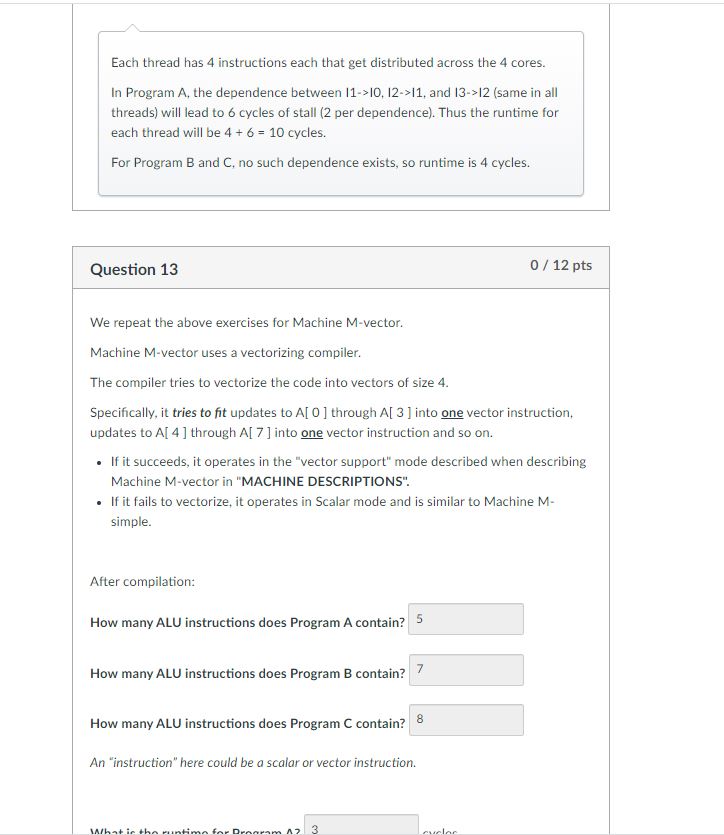 Each thread has 4 instructions each that get distributed across the 4 cores.
In Program A, the dependence between I1->I0, I2->I1, and I3->I2 (same in all
threads) will lead to 6 cycles of stall (2 per dependence). Thus the runtime for
each thread will be 4 + 6 = 10 cycles.
For Program B and C, no such dependence exists, so runtime is 4 cycles.
Question 13
0 / 12 pts
We repeat the above exercises for Machine M-vector.
Machine M-vector uses a vectorizing compiler.
The compiler tries to vectorize the code into vectors of size 4.
Specifically, it tries to fit updates to A[ 0 ] through A[ 3 ] into one vector instruction,
updates to A[ 4 ] through A[ 7 ] into one vector instruction and so on.
• If it succeeds, it operates in the "vector support" mode described when describing
Machine M-vector in "MACHINE DESCRIPTIONS".
• If it fails to vectorize, it operates in Scalar mode and is similar to Machine M-
simple.
After compilation:
How many ALU instructions does Program A contain? 5
How many ALU instructions does Program B contain? 7
How many ALU instructions does Program C contain? 8
An "instruction" here could be a scalar or vector instruction.
What is the runtime for Program A? 3 cycles